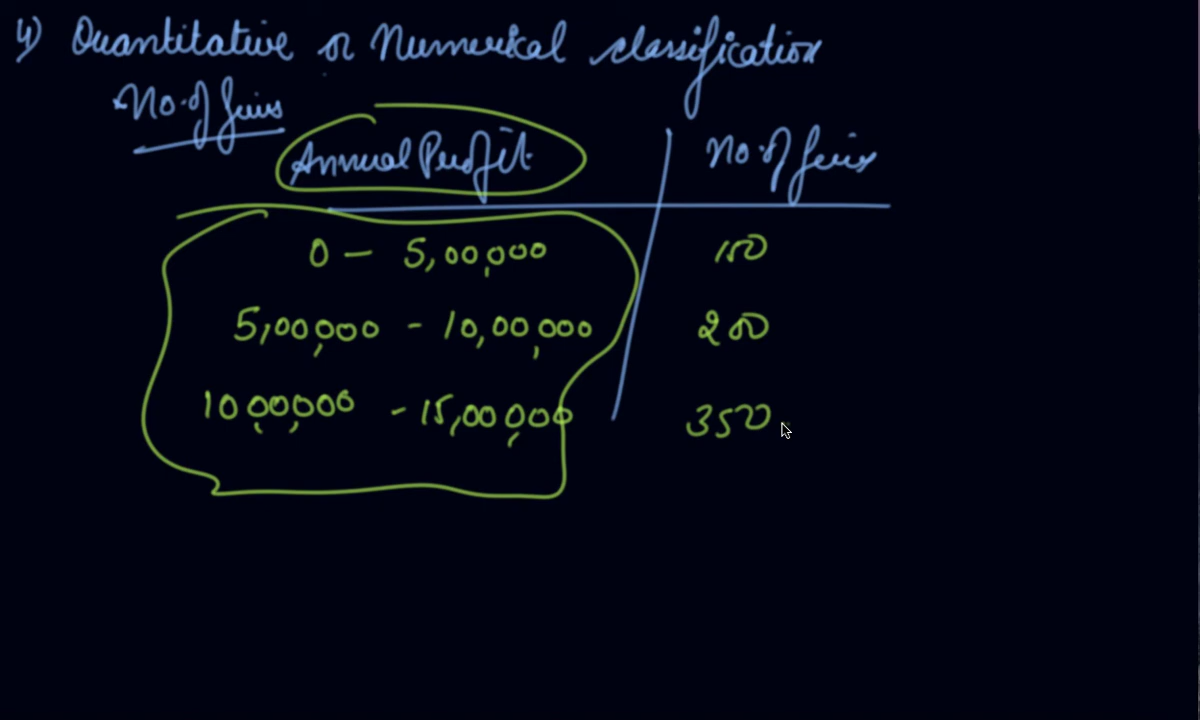 4) Quantitative or Numerical classification
No. of firms
Annual Profit
No. of firms
0 — 5,00,000
150
5,00,000 - 10,00,000
200
10,00,000 - 15,00,000
350